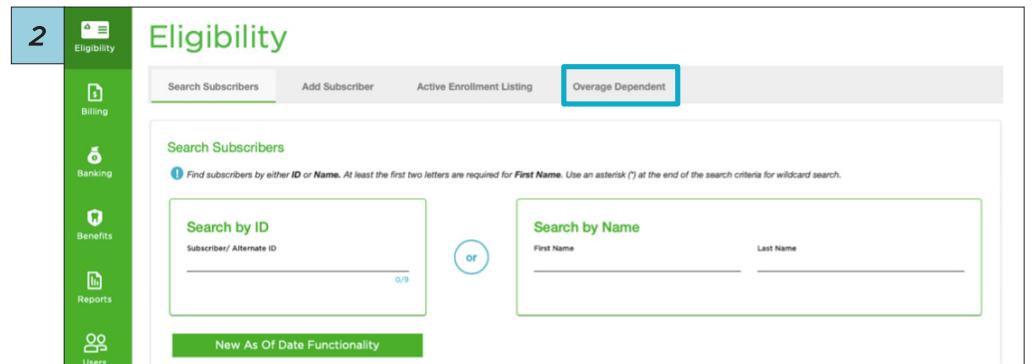 2
Eligibility
Billing
Banking
Benefits
Reports
Users
Eligibility
Search Subscribers Add Subscriber Active Enrollment Listing Overage Dependent
Search Subscribers
! Find subscribers by either ID or Name. At least the first two letters are required for First Name. Use an asterisk (*) at the end of the search criteria for wildcard search.
Search by ID
Subscriber/ Alternate ID
0/9
or
Search by Name
First Name Last Name
New As Of Date Functionality